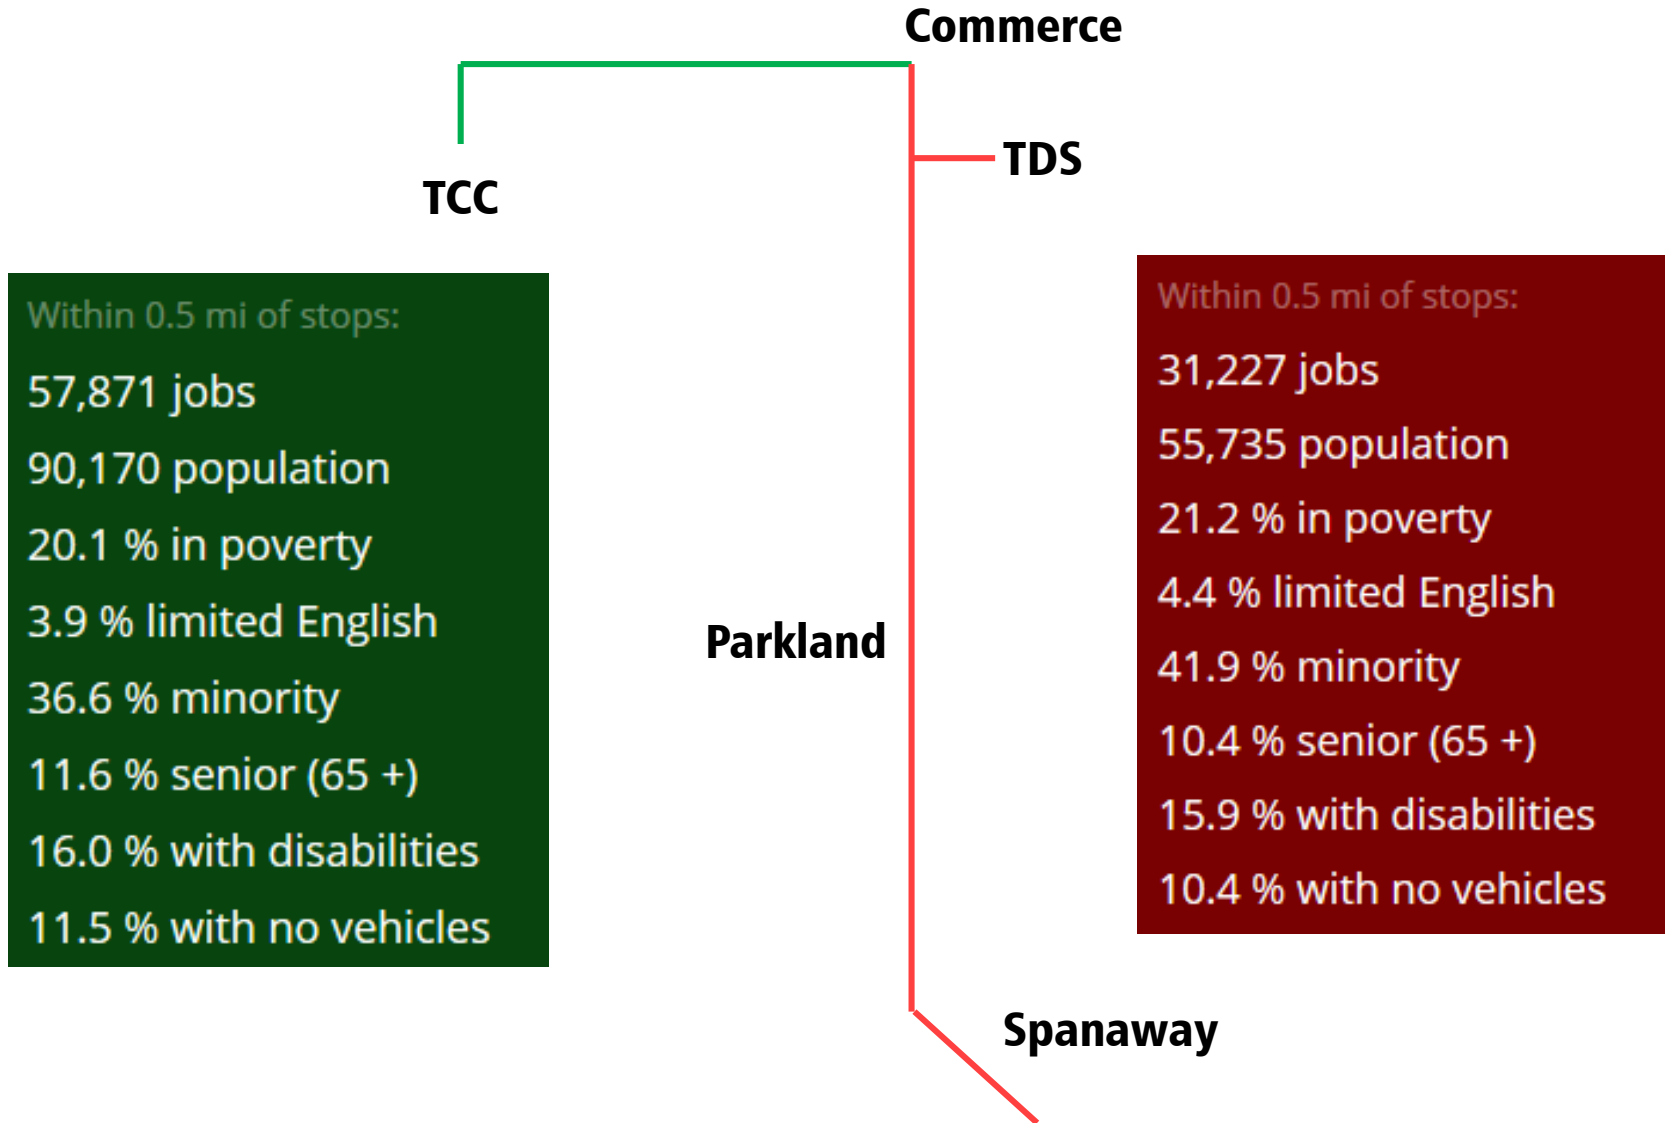 Commerce
TDS
TCC
Within 0.5 mi of stops:
57,871 jobs
90,170 population
20.1 % in poverty
3.9 % limited English
36.6 % minority
11.6 % senior (65 +)
16.0 % with disabilities
11.5 % with no vehicles
Parkland
Within 0.5 mi of stops:
31,227 jobs
55,735 population
21.2 % in poverty
4.4 % limited English
41.9 % minority
10.4 % senior (65 +)
15.9 % with disabilities
10.4 % with no vehicles
Spanaway